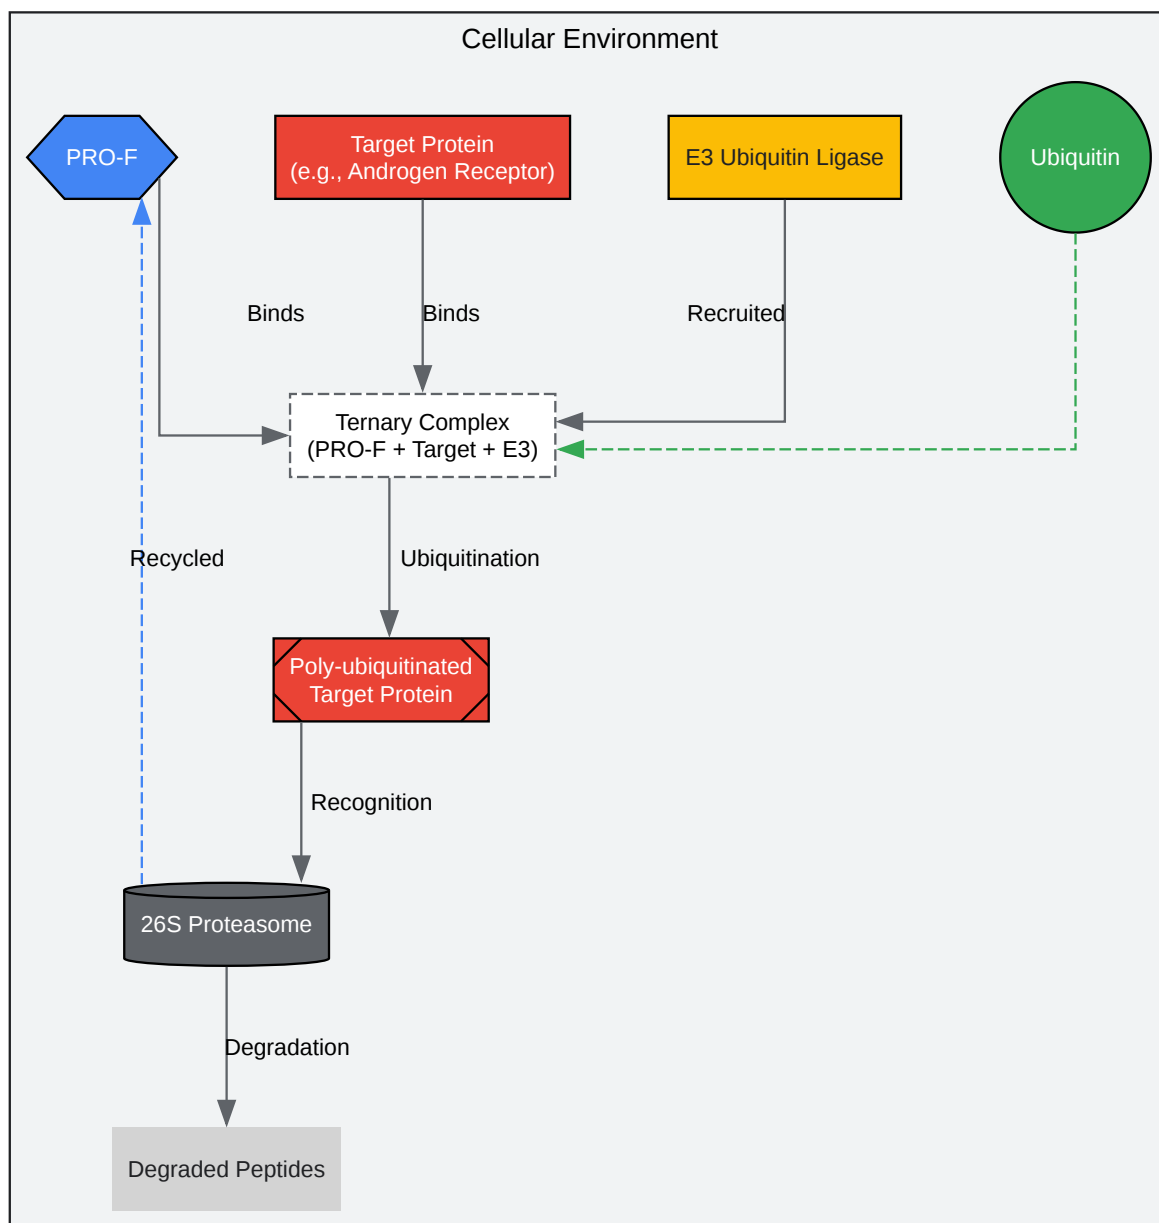 Cellular Environment
PRO-F
Target Protein
(e.g., Androgen Receptor)
E3 Ubiquitin Ligase
Ubiquitin
Binds
Binds
Recruited
Ternary Complex
(PRO-F + Target + E3)
Recycled
Ubiquitination
Poly-ubiquitinated
Target Protein
Recognition
26S Proteasome
Degradation
Degraded Peptides